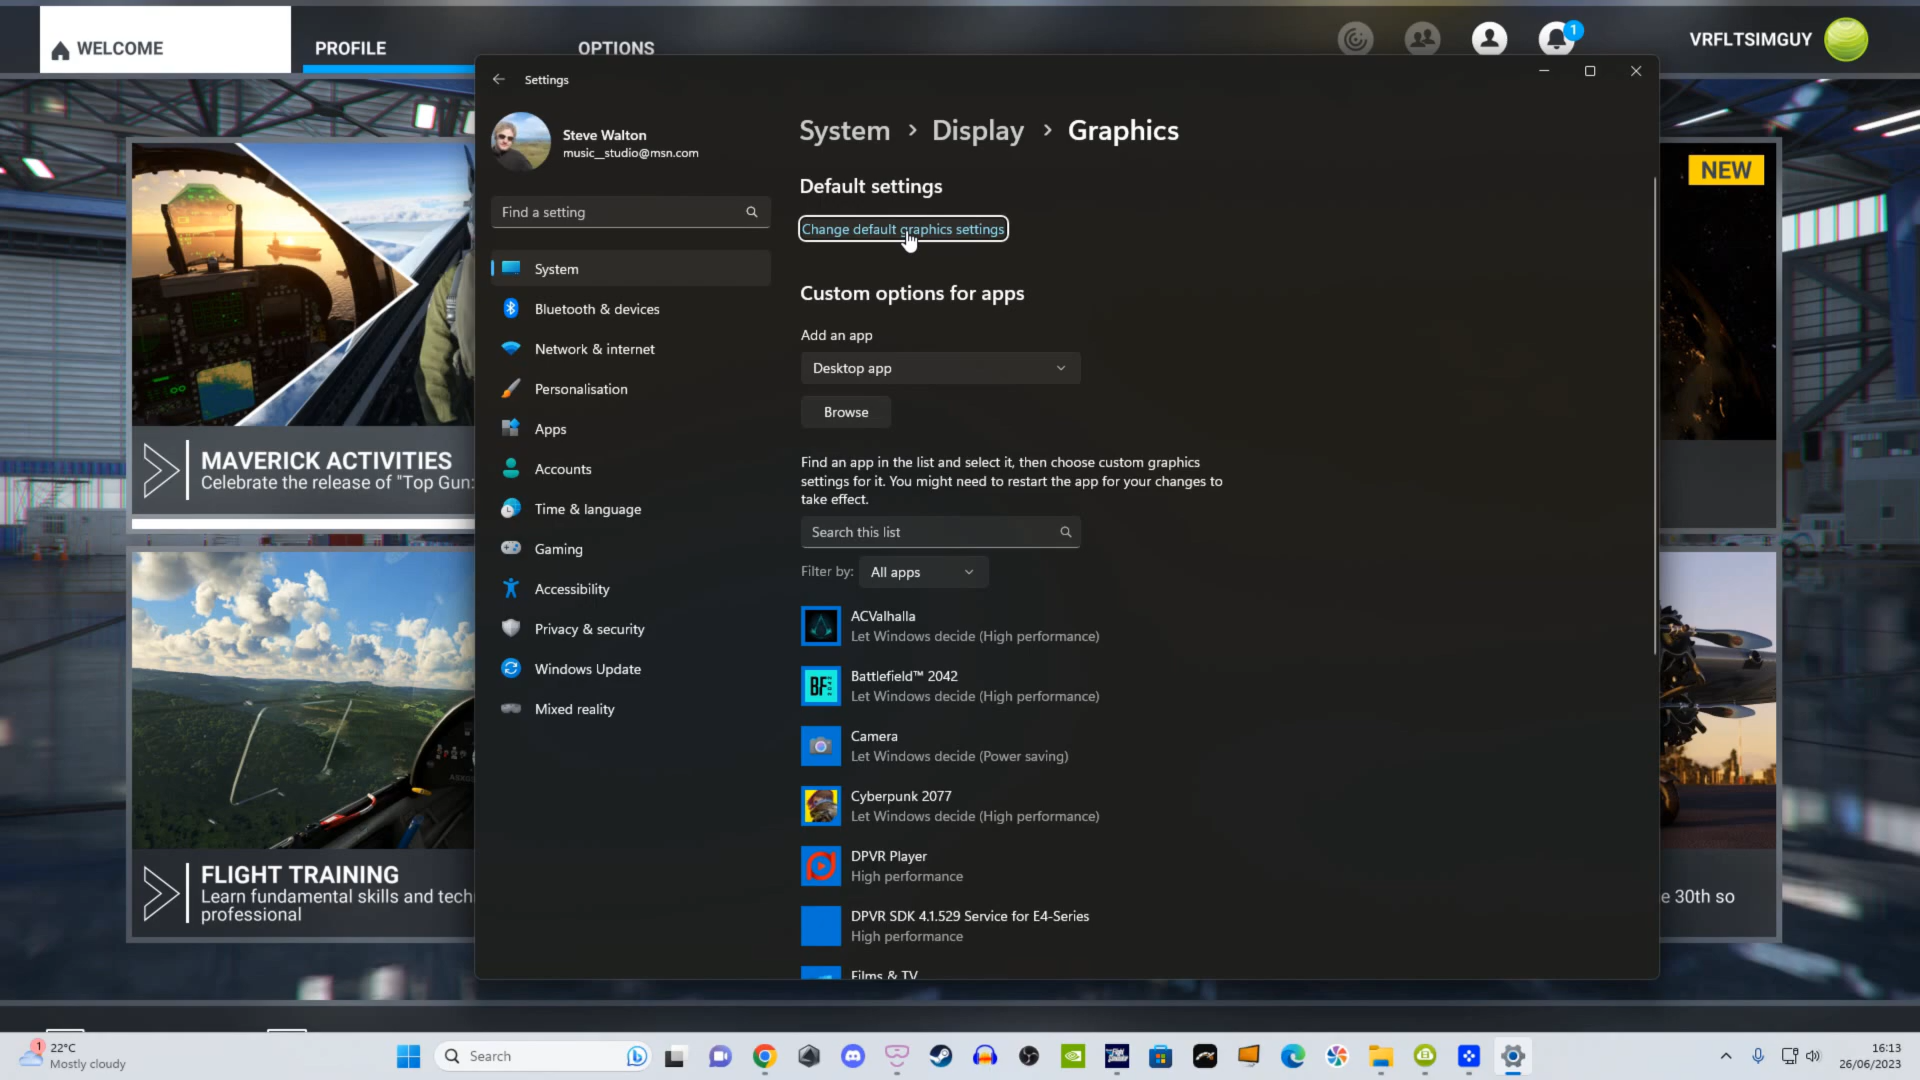 WELCOME
PROFILE
OPTIONS
1
VRFLTSIMGUY
Settings
Steve Walton
music__studio@msn.com
Find a setting
System
Bluetooth & devices
Network & internet
Personalisation
Apps
Accounts
Time & language
Gaming
Accessibility
Privacy & security
Windows Update
Mixed reality
System > Display > Graphics
Default settings
Change default graphics settings
Custom options for apps
Add an app
Desktop app
Browse
Find an app in the list and select it, then choose custom graphics
settings for it. You might need to restart the app for your changes to
take effect.
Search this list
Filter by: All apps
ACValhalla
Let Windows decide (High performance)
BF
Battlefield™ 2042
Let Windows decide (High performance)
Camera
Let Windows decide (Power saving)
Cyberpunk 2077
Let Windows decide (High performance)
DPVR Player
High performance
DPVR SDK 4.1.529 Service for E4-Series
High performance
Films & TV
MAVERICK ACTIVITIES
Celebrate the release of "Top Gun:
FLIGHT TRAINING
Learn fundamental skills and tech
professional
NEW
e 30th so
1
22°C
Mostly cloudy
Search
16:13
26/06/2023